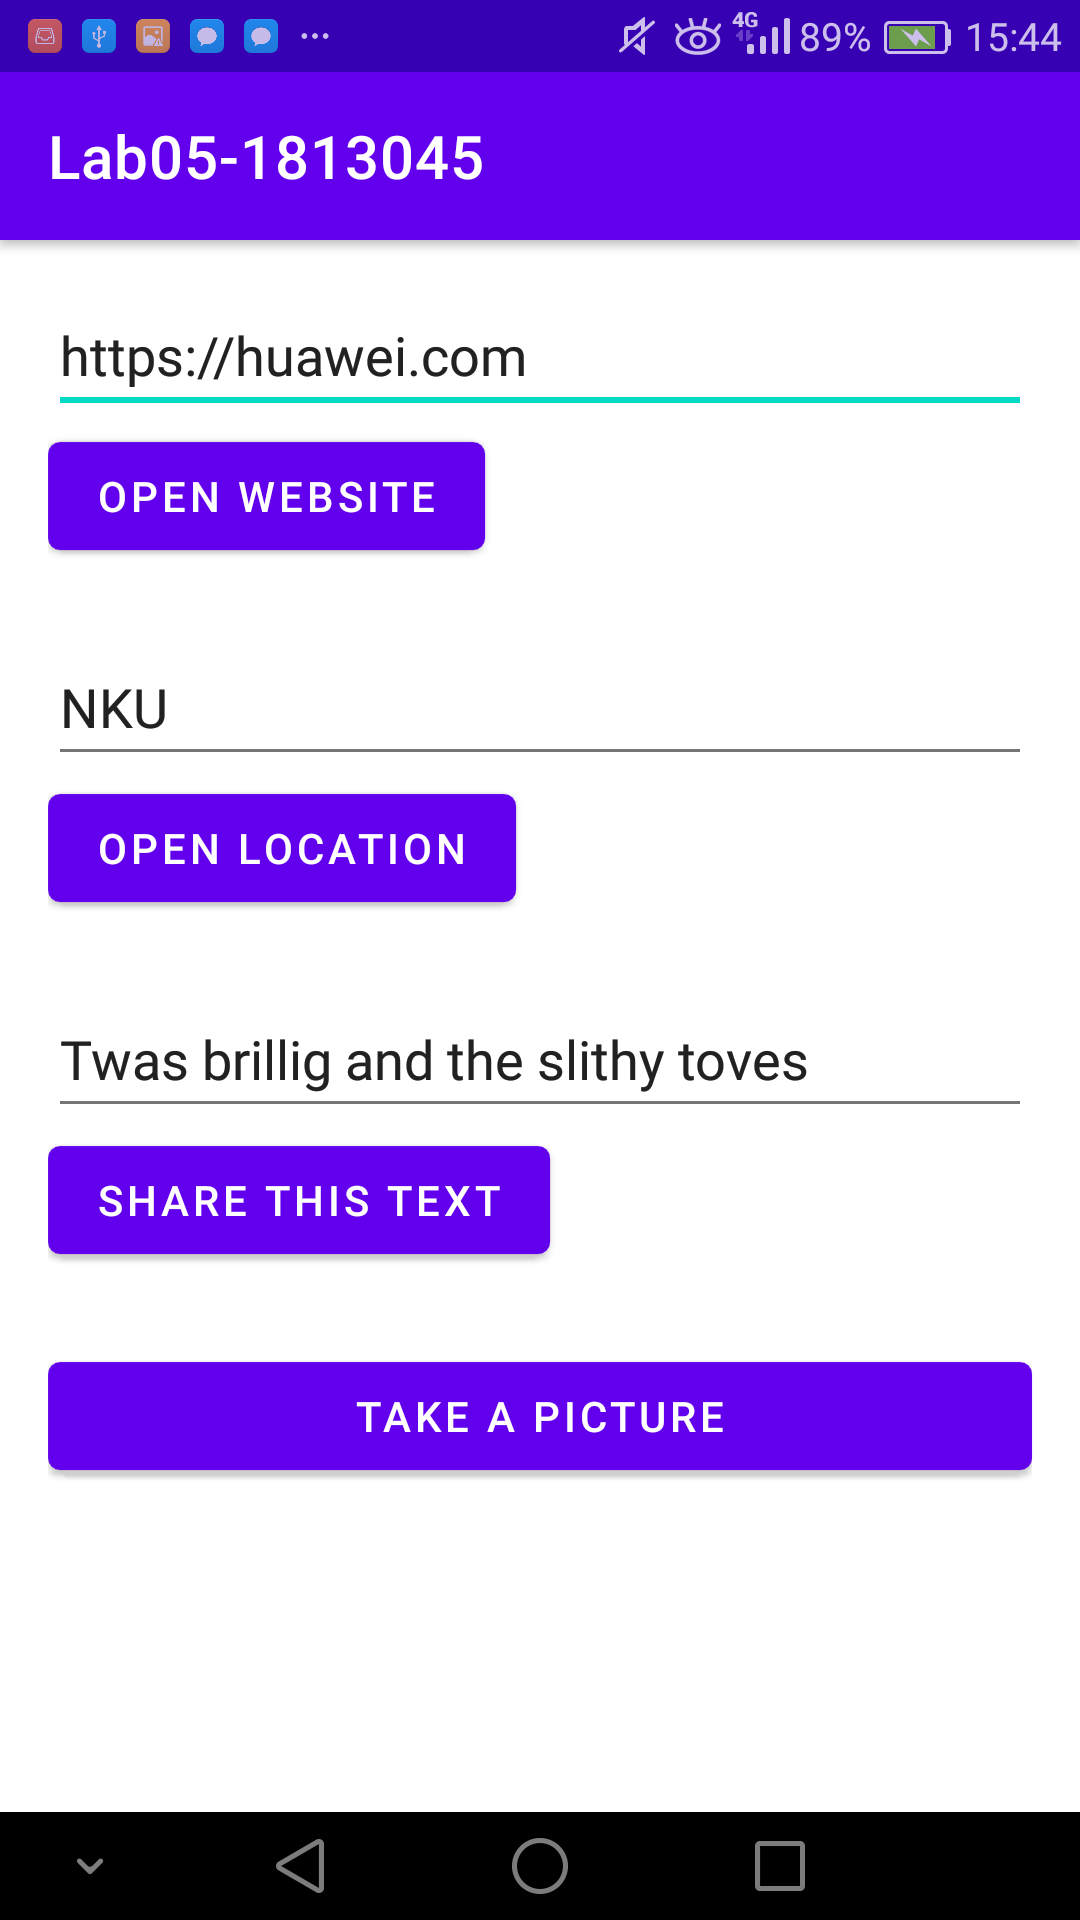 4G 89% 15:44
Lab05-1813045
https://huawei.com
OPEN WEBSITE
NKU
OPEN LOCATION
Twas brillig and the slithy toves
SHARE THIS TEXT
TAKE A PICTURE